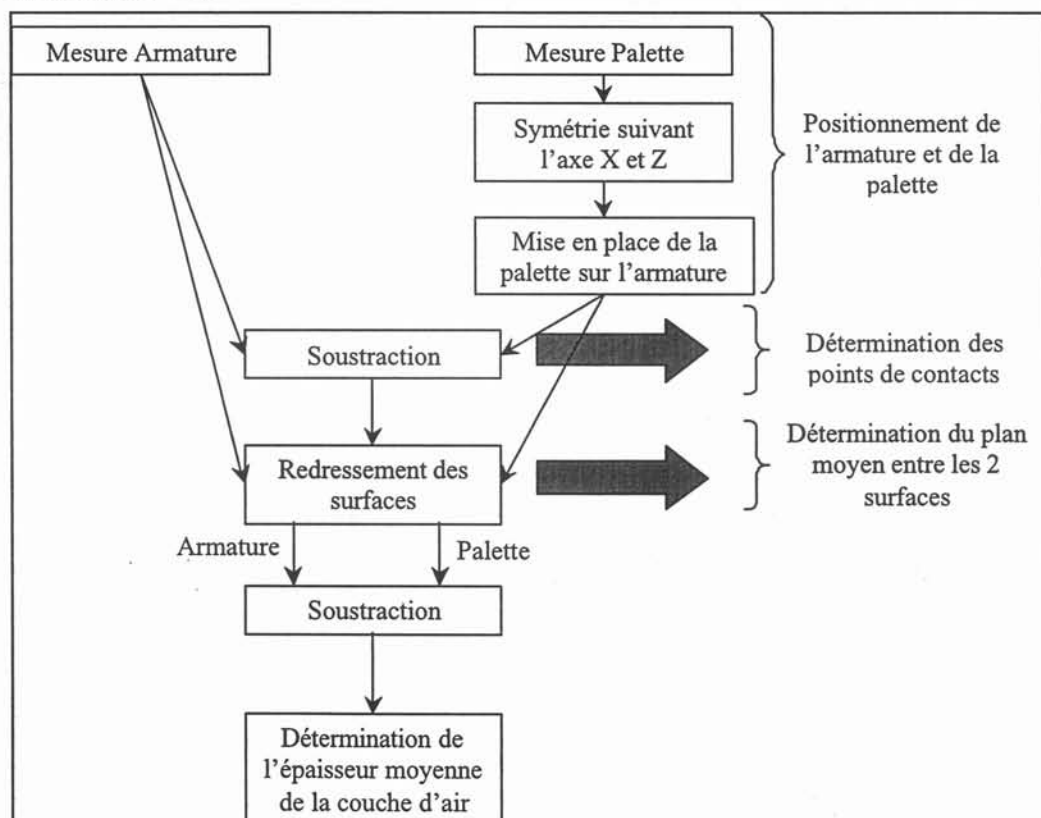 Mesure Armature
Mesure Palette
Symétrie suivant
l'axe X et Z
Positionnement de
l'armature et de la
palette
Mise en place de la
palette sur l'armature
Soustraction
Détermination des
points de contacts
Redressement des
surfaces
Détermination du plan
moyen entre les 2
surfaces
Armature
Palette
Soustraction
Détermination de
l'épaisseur moyenne
de la couche d'air